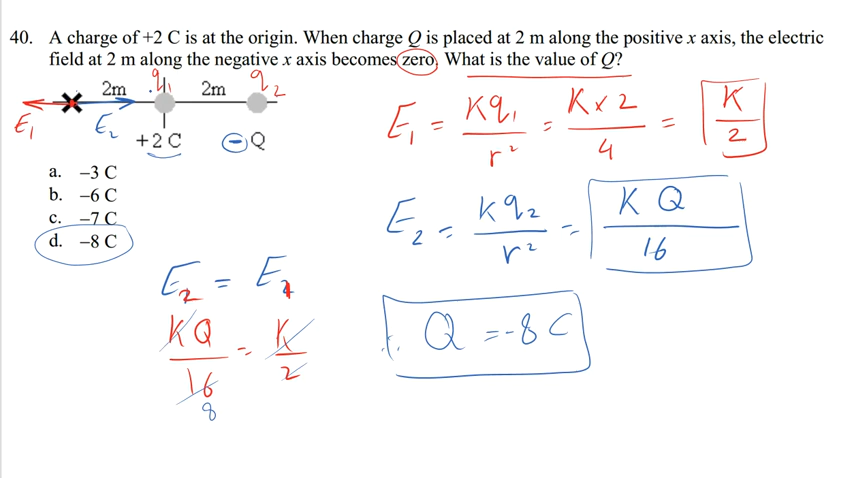 40. A charge of +2 C is at the origin. When charge Q is placed at 2 m along the positive x axis, the electric
field at 2 m along the negative x axis becomes zero. What is the value of Q?
2m q1 2m q2
E1 E2
+2 C − Q
a. –3 C
b. –6 C
c. –7 C
d. –8 C
E1 = Kq1/r² = K×2/4 = K/2
E2 = Kq2/r² = KQ/16
E2 = E1
KQ/16 = K/2
8
Q = -8 C